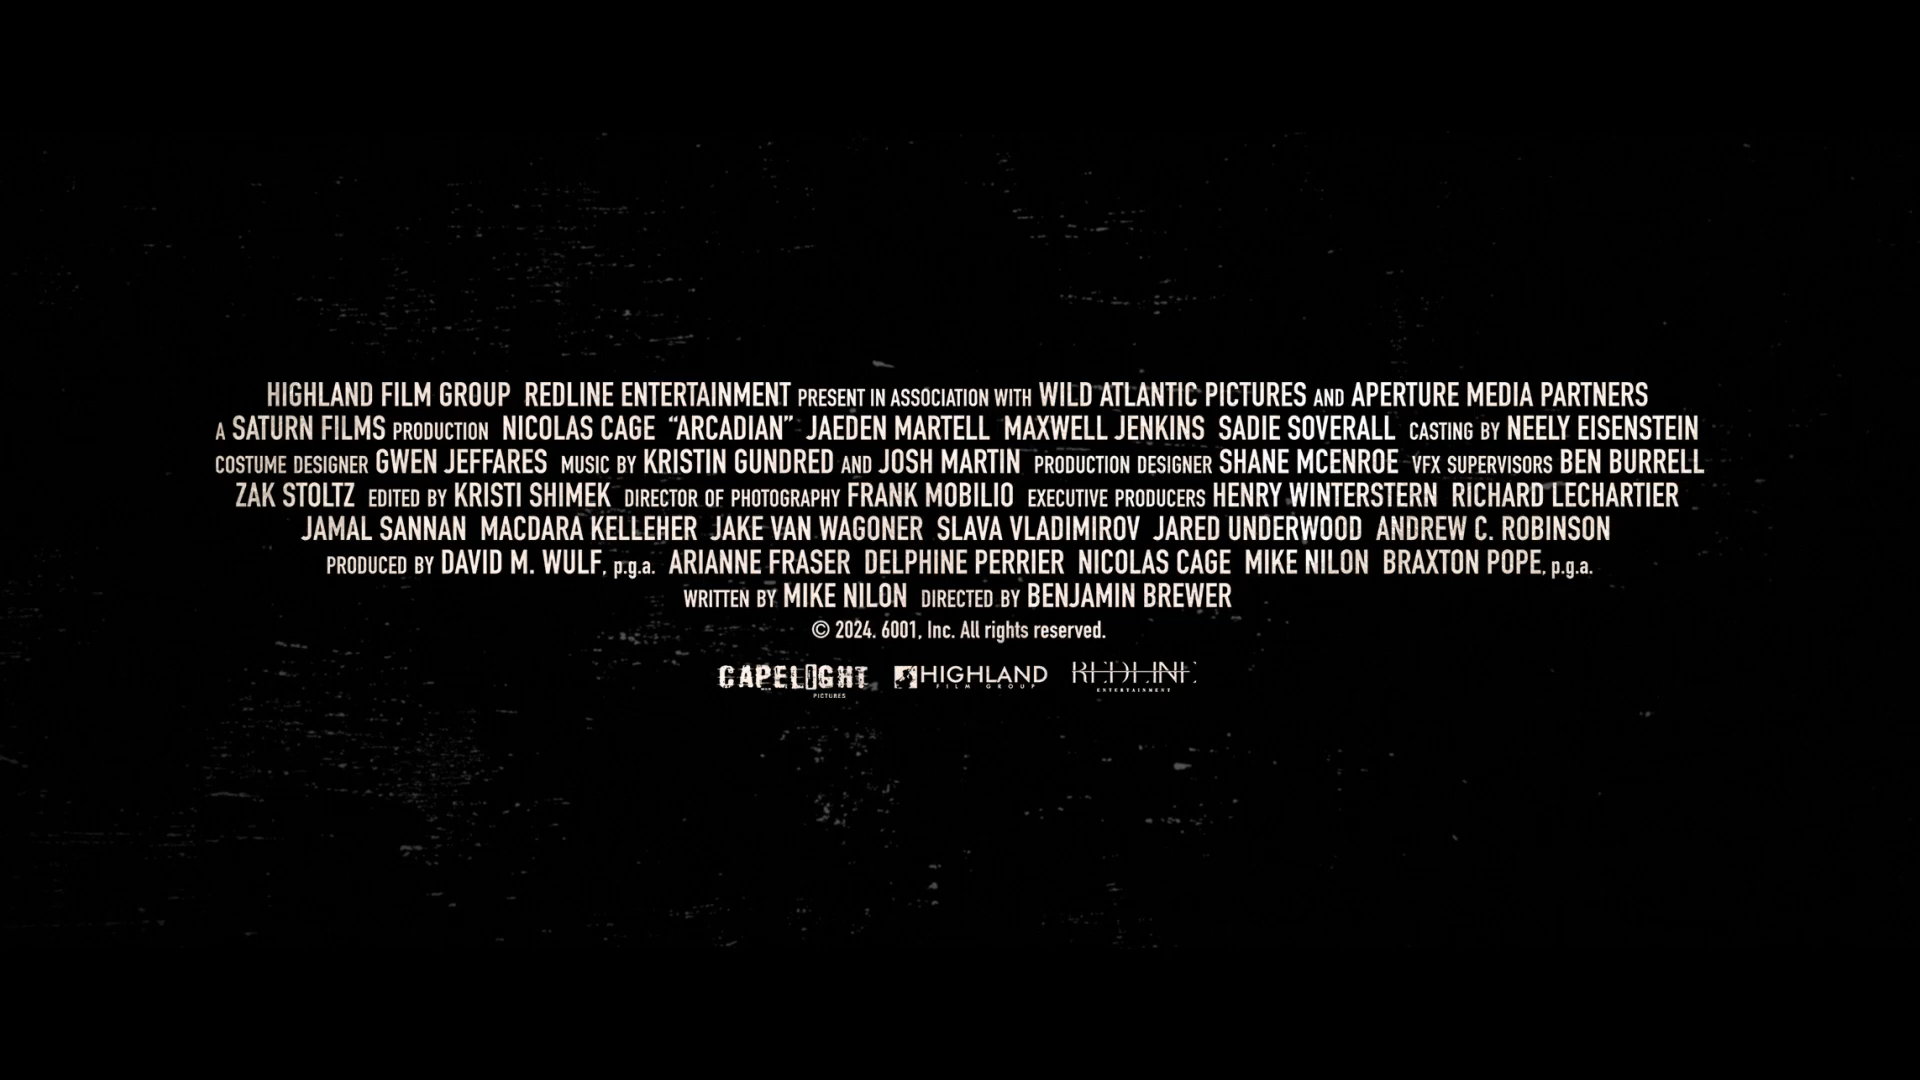 HIGHLAND FILM GROUP REDLINE ENTERTAINMENT PRESENT IN ASSOCIATION WITH WILD ATLANTIC PICTURES AND APERTURE MEDIA PARTNERS
A SATURN FILMS PRODUCTION NICOLAS CAGE “ARCADIAN” JAEDEN MARTELL MAXWELL JENKINS SADIE SOVERALL CASTING BY NEELY EISENSTEIN
COSTUME DESIGNER GWEN JEFFARES MUSIC BY KRISTIN GUNDRED AND JOSH MARTIN PRODUCTION DESIGNER SHANE MCENROE VFX SUPERVISORS BEN BURRELL
ZAK STOLTZ EDITED BY KRISTI SHIMEK DIRECTOR OF PHOTOGRAPHY FRANK MOBILIO EXECUTIVE PRODUCERS HENRY WINTERSTERN RICHARD LECHARTIER
JAMAL SANNAN MACDARA KELLEHER JAKE VAN WAGONER SLAVA VLADIMIROV JARED UNDERWOOD ANDREW C. ROBINSON
PRODUCED BY DAVID M. WULF, p.g.a. ARIANNE FRASER DELPHINE PERRIER NICOLAS CAGE MIKE NILON BRAXTON POPE, p.g.a.
WRITTEN BY MIKE NILON DIRECTED BY BENJAMIN BREWER
© 2024. 6001, Inc. All rights reserved.
CAPELIGHT HIGHLAND REDLINE
PICTURES FILM GROUP ENTERTAINMENT